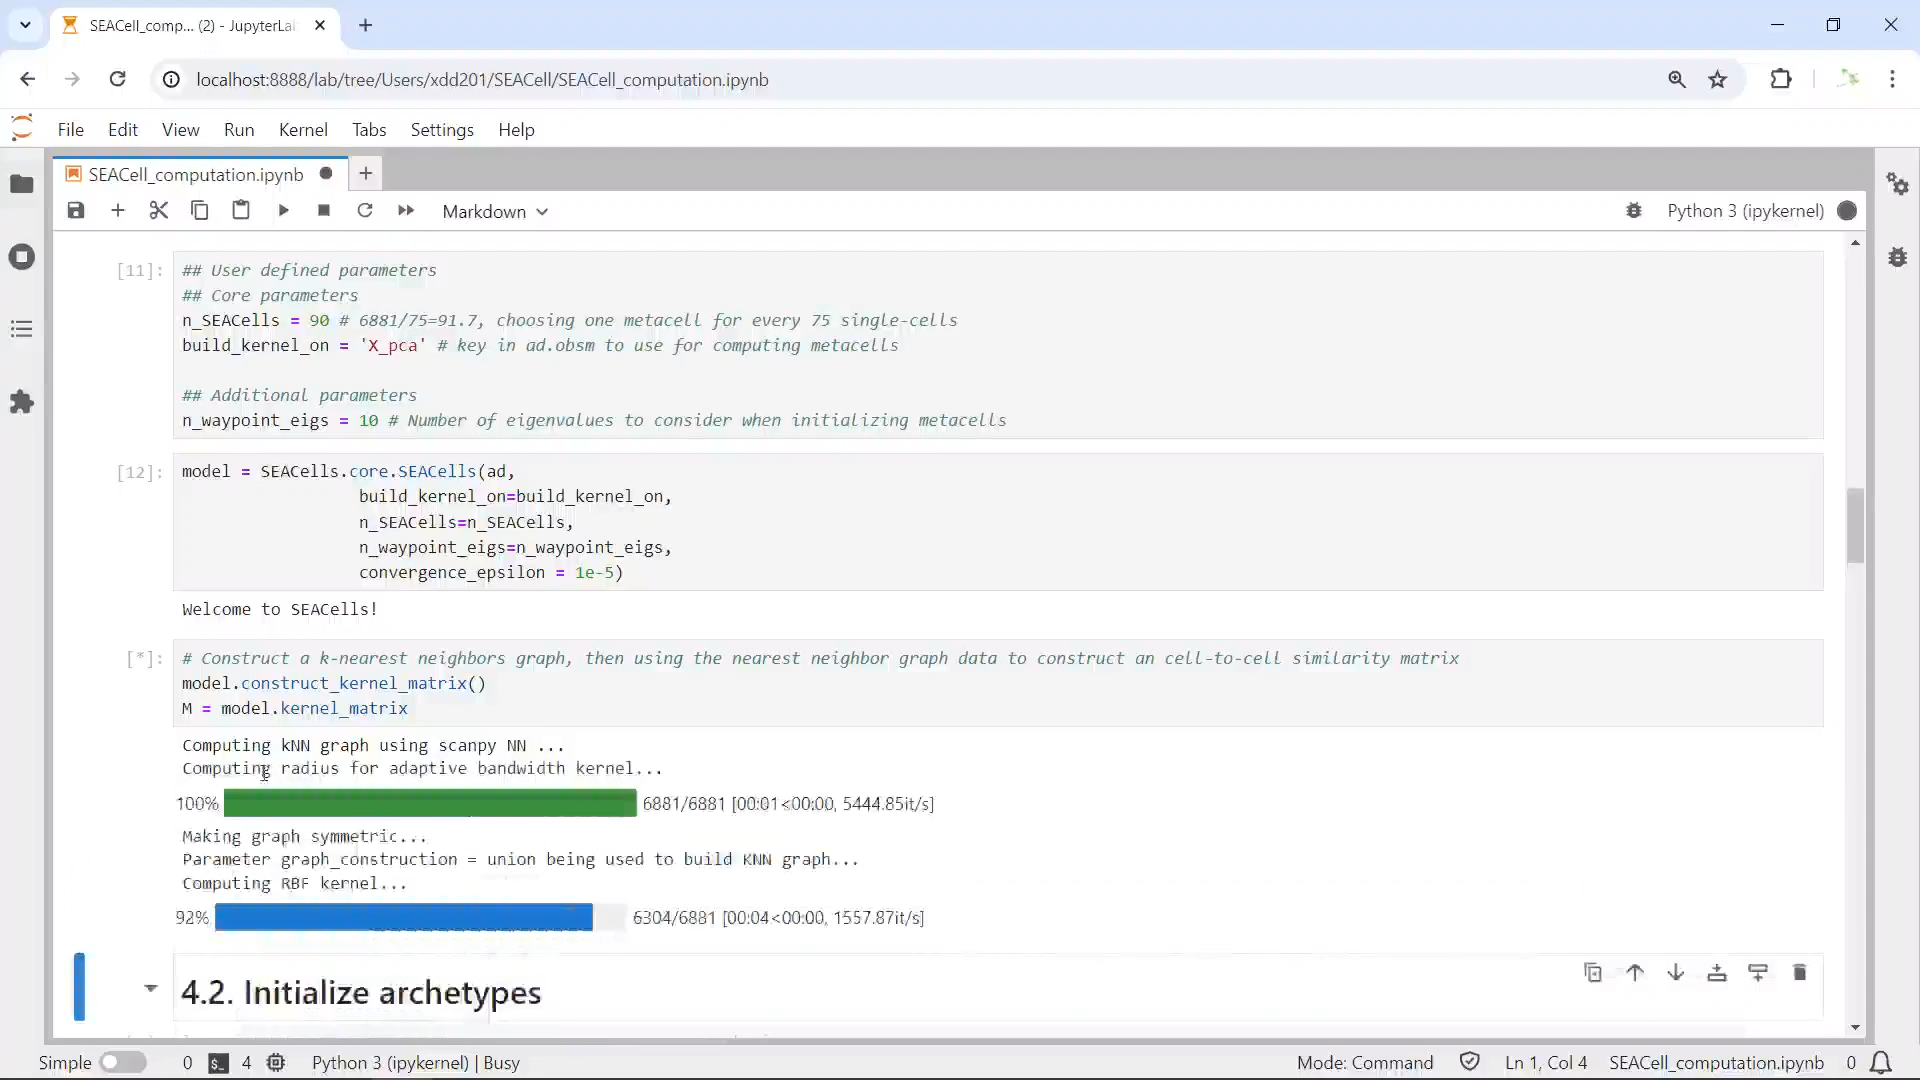 SEACell_comp... (2) - JupyterLa
localhost:8888/lab/tree/Users/xdd201/SEACell/SEACell_computation.ipynb
File Edit View Run Kernel Tabs Settings Help
SEACell_computation.ipynb
Markdown
Python 3 (ipykernel)
[11]:
## User defined parameters
## Core parameters
n_SEACells = 90 # 6881/75=91.7, choosing one metacell for every 75 single-cells
build_kernel_on = 'X_pca' # key in ad.obsm to use for computing metacells
## Additional parameters
n_waypoint_eigs = 10 # Number of eigenvalues to consider when initializing metacells
[12]:
model = SEACells.core.SEACells(ad,
build_kernel_on=build_kernel_on,
n_SEACells=n_SEACells,
n_waypoint_eigs=n_waypoint_eigs,
convergence_epsilon = 1e-5)
Welcome to SEACells!
[*]:
# Construct a k-nearest neighbors graph, then using the nearest neighbor graph data to construct an cell-to-cell similarity matrix
model.construct_kernel_matrix()
M = model.kernel_matrix
Computing kNN graph using scanpy NN ...
Computing radius for adaptive bandwidth kernel...
100% 6881/6881 [00:01<00:00, 5444.85it/s]
Making graph symmetric...
Parameter graph_construction = union being used to build KNN graph...
Computing RBF kernel...
92% 6304/6881 [00:04<00:00, 1557.87it/s]
4.2. Initialize archetypes
Simple 0 $_ 4 Python 3 (ipykernel) | Busy Mode: Command Ln 1, Col 4 SEACell_computation.ipynb 0